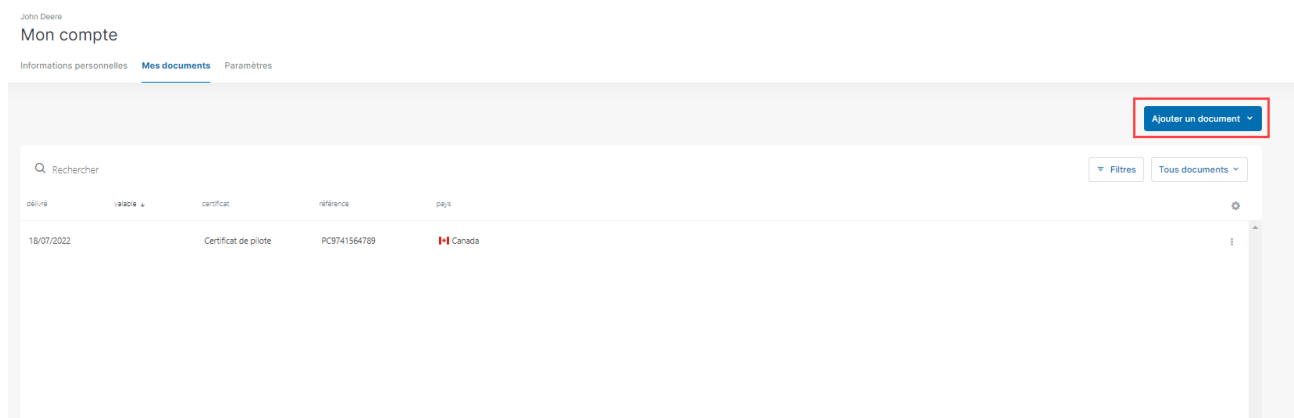 John Deere
Mon compte
Informations personnelles Mes documents Paramètres
Ajouter un document
Rechercher
Filtres Tous documents
délivré valable certificat référence pays
18/07/2022 Certificat de pilote PC9741564789 Canada